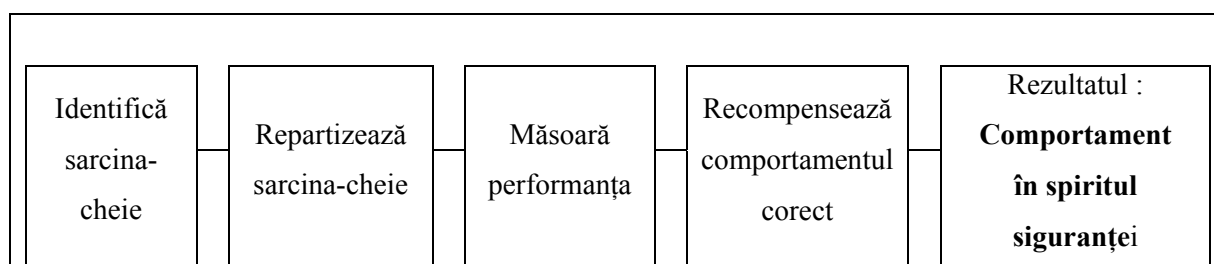 Identifică
sarcina-
cheie
Repartizează
sarcina-cheie
Măsoară
performanța
Recompensează
comportamentul
corect
Rezultatul :
Comportament
în spiritul
siguranței